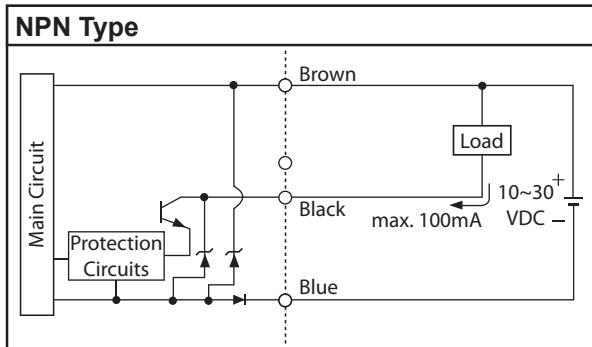 NPN Type
Brown
Load
Main Circuit
10~30
+
Black
max. 100mA
VDC
−
Protection
Circuits
Blue